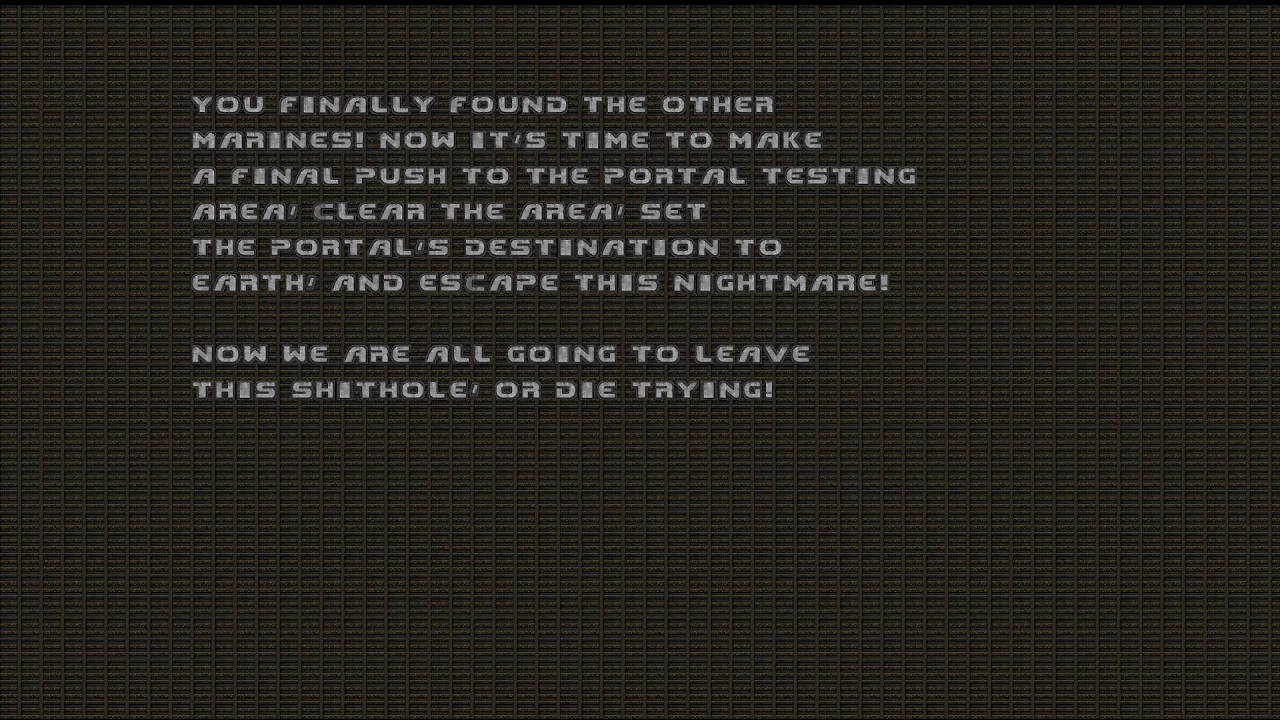 YOU FINALLY FOUND THE OTHER
MARINES! NOW IT'S TIME TO MAKE
A FINAL PUSH TO THE PORTAL TESTING
AREA, CLEAR THE AREA, SET
THE PORTAL'S DESTINATION TO
EARTH, AND ESCAPE THIS NIGHTMARE!
NOW WE ARE ALL GOING TO LEAVE
THIS SHITHOLE, OR DIE TRYING!